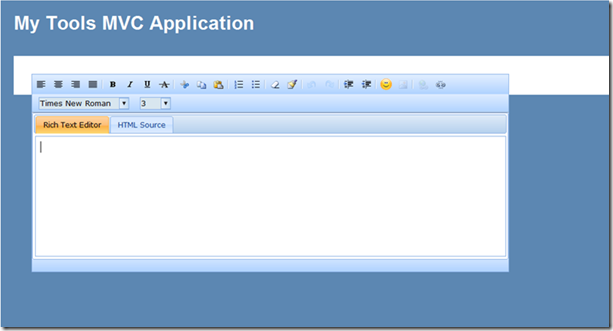 My Tools MVC Application
B I U A
Times New Roman 3
Rich Text Editor HTML Source